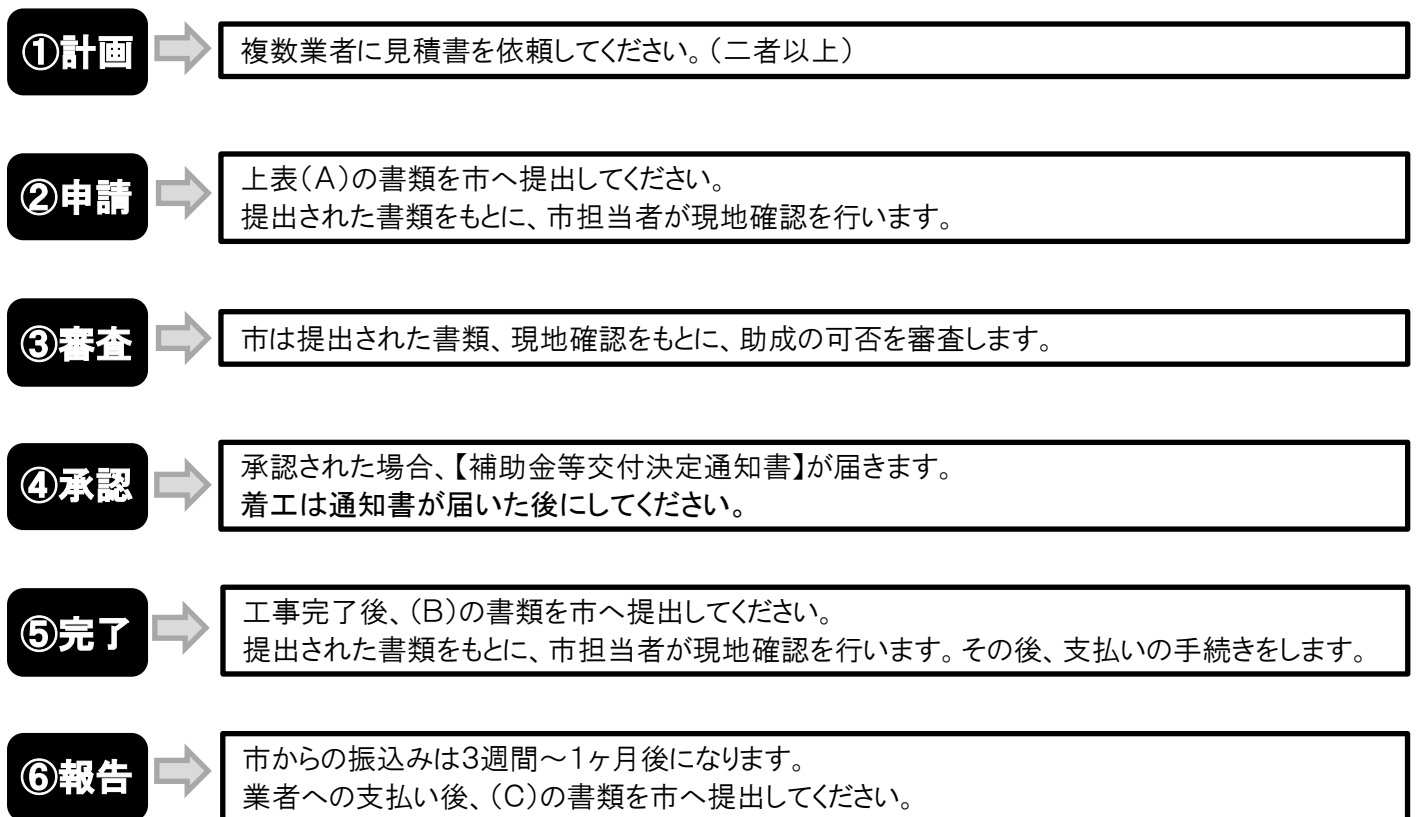 ①計画
複数業者に見積書を依頼してください。（二者以上）
②申請
上表（A）の書類を市へ提出してください。
提出された書類をもとに、市担当者が現地確認を行います。
③審査
市は提出された書類、現地確認をもとに、助成の可否を審査します。
④承認
承認された場合、【補助金等交付決定通知書】が届きます。
着工は通知書が届いた後にしてください。
⑤完了
工事完了後、（B）の書類を市へ提出してください。
提出された書類をもとに、市担当者が現地確認を行います。その後、支払いの手続きをします。
⑥報告
市からの振込みは3週間～1ヶ月後になります。
業者への支払い後、（C）の書類を市へ提出してください。